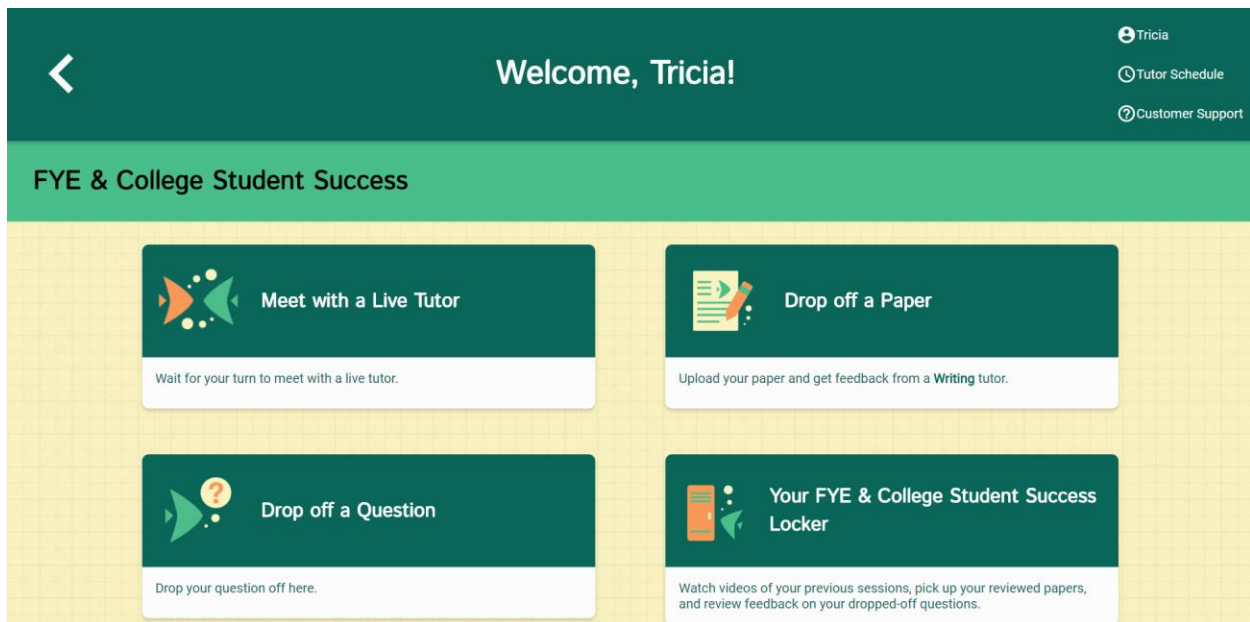 Welcome, Tricia!
Tricia
Tutor Schedule
Customer Support
FYE & College Student Success
Meet with a Live Tutor
Wait for your turn to meet with a live tutor.
Drop off a Paper
Upload your paper and get feedback from a Writing tutor.
?
Drop off a Question
Drop your question off here.
Your FYE & College Student Success
Locker
Watch videos of your previous sessions, pick up your reviewed papers,
and review feedback on your dropped-off questions.